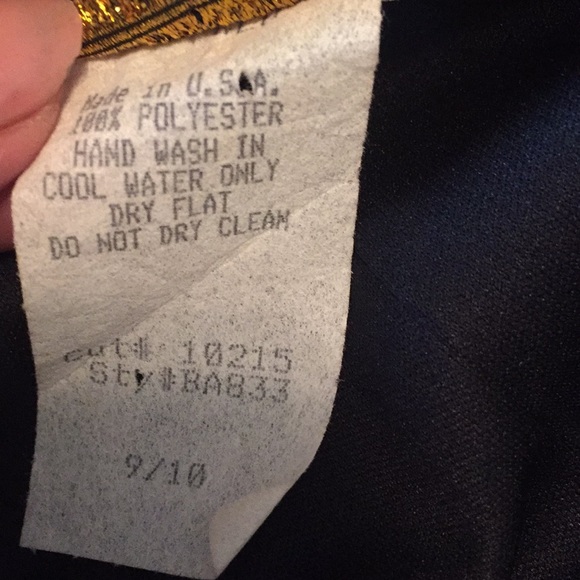 Made in U.S.A.
100% POLYESTER
HAND WASH IN
COOL WATER ONLY
DRY FLAT
DO NOT DRY CLEAN
Cut# 10215
Sty#BA833
9/10